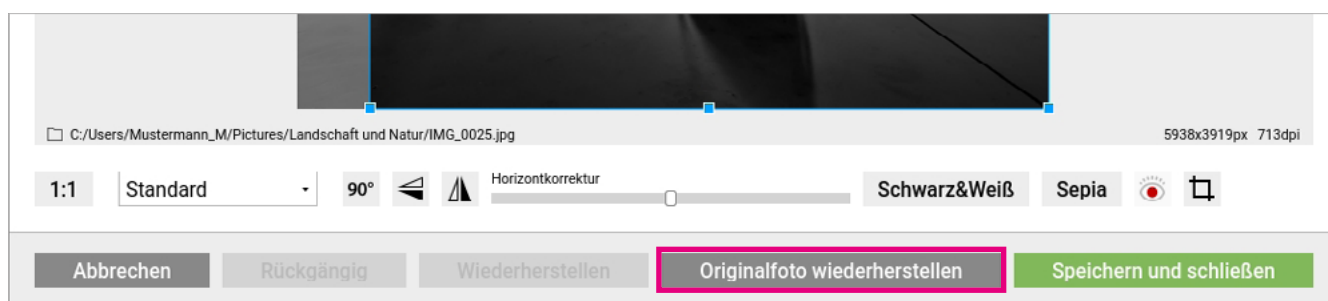 C:/Users/Mustermann_M/Pictures/Landschaft und Natur/IMG_0025.jpg 5938x3919px 713dpi
1:1 Standard 90° Horizontkorrektur Schwarz&Weiß Sepia
Abbrechen Rückgängig Wiederherstellen Originalfoto wiederherstellen Speichern und schließen